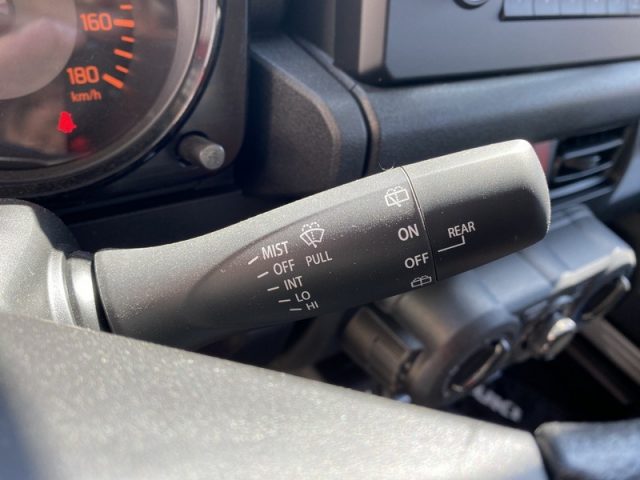 160
180
km/h
MIST
OFF PULL
INT
LO
HI
ON
OFF
REAR